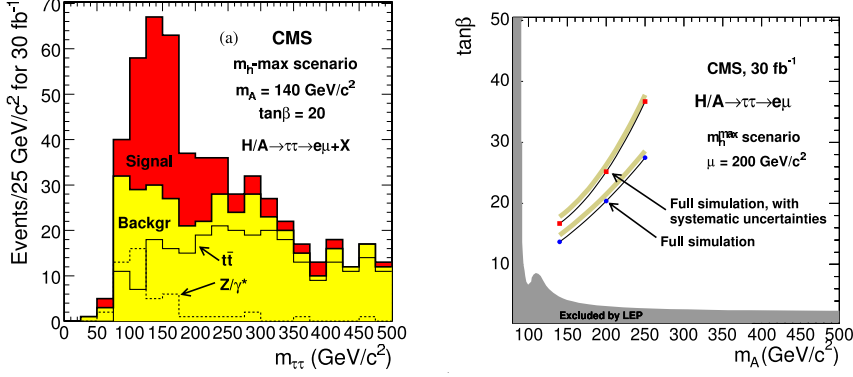 Events/25 GeV/c² for 30 fb⁻¹
70
60
50
40
30
20
10
0
(a)
CMS
mₕ-max scenario
m_A = 140 GeV/c²
tanβ = 20
H/A→ττ→eμ+X
Signal
Backgr
tt̄
Z/γ*
0 50 100 150 200 250 300 350 400 450 500
m_ττ (GeV/c²)
tanβ
50
40
30
20
10
CMS, 30 fb⁻¹
H/A→ττ→eμ
mₕ^max scenario
μ = 200 GeV/c²
Full simulation, with
systematic uncertainties
Full simulation
Excluded by LEP
100 150 200 250 300 350 400 450 500
m_A(GeV/c²)